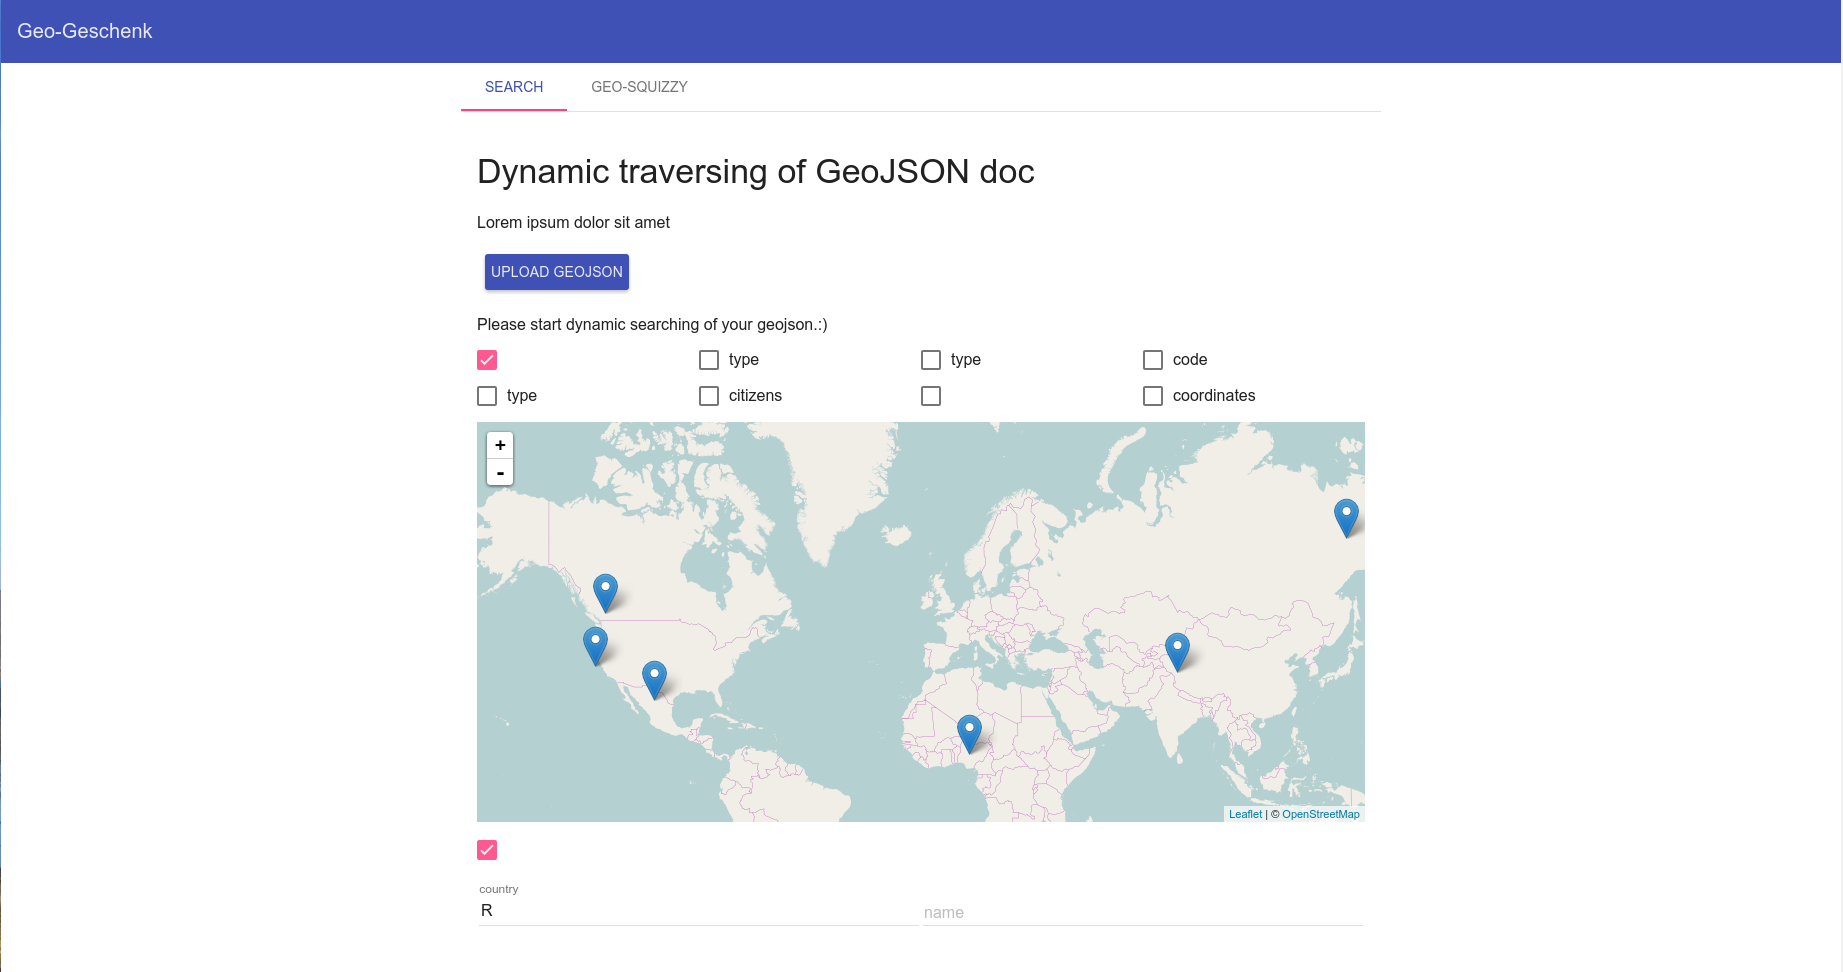 Geo-Geschenk
SEARCH GEO-SQUIZZY
Dynamic traversing of GeoJSON doc
Lorem ipsum dolor sit amet
UPLOAD GEOJSON
Please start dynamic searching of your geojson.:)
type type code
type citizens coordinates
+
-
Leaflet | © OpenStreetMap
country
R
name